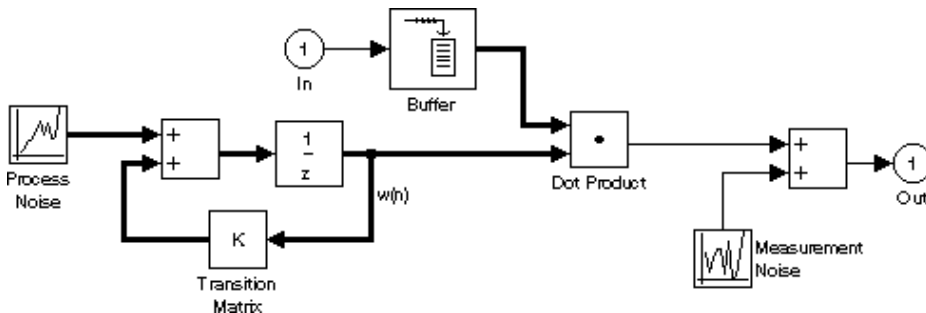 1
In
Buffer
Process
Noise
+
+
1
z
w(n)
K
Transition
Matrix
Dot Product
+
+
1
Out
Measurement
Noise